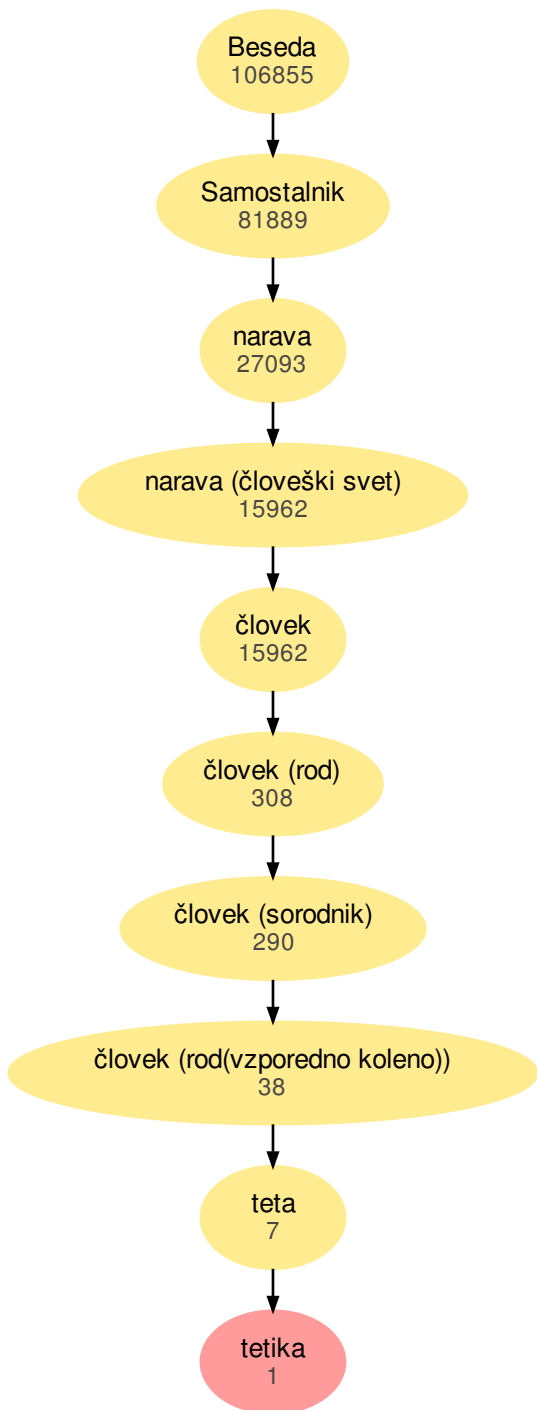 Beseda
106855
Samostalnik
81889
narava
27093
narava (človeški svet)
15962
človek
15962
človek (rod)
308
človek (sorodnik)
290
človek (rod(vzporedno koleno))
38
teta
7
tetika
1